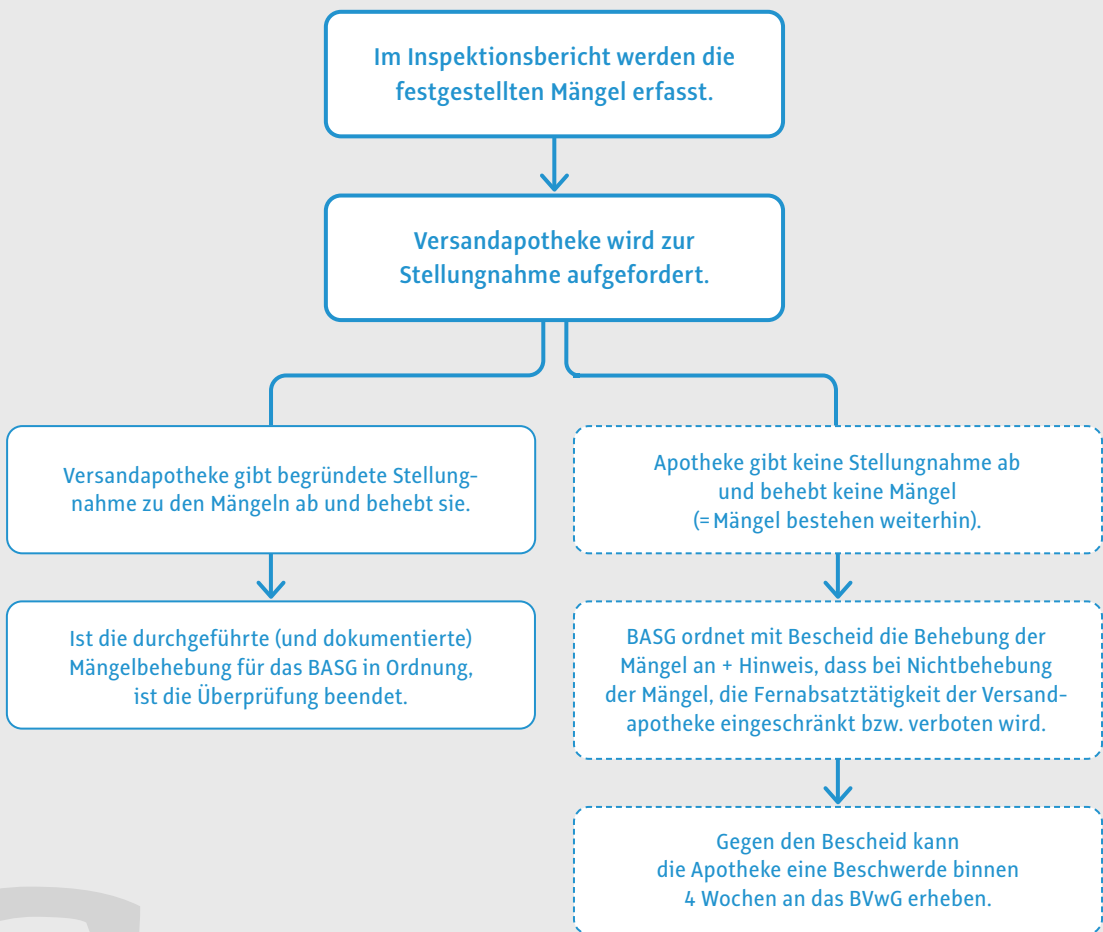 Im Inspektionsbericht werden die
festgestellten Mängel erfasst.
Versandapotheke wird zur
Stellungnahme aufgefordert.
Versandapotheke gibt begründete Stellung-
nahme zu den Mängeln ab und behebt sie.
Ist die durchgeführte (und dokumentierte)
Mängelbehebung für das BASG in Ordnung,
ist die Überprüfung beendet.
Apotheke gibt keine Stellungnahme ab
und behebt keine Mängel
(= Mängel bestehen weiterhin).
BASG ordnet mit Bescheid die Behebung der
Mängel an + Hinweis, dass bei Nichtbehebung
der Mängel, die Fernabsatztätigkeit der Versand-
apotheke eingeschränkt bzw. verboten wird.
Gegen den Bescheid kann
die Apotheke eine Beschwerde binnen
4 Wochen an das BVwG erheben.